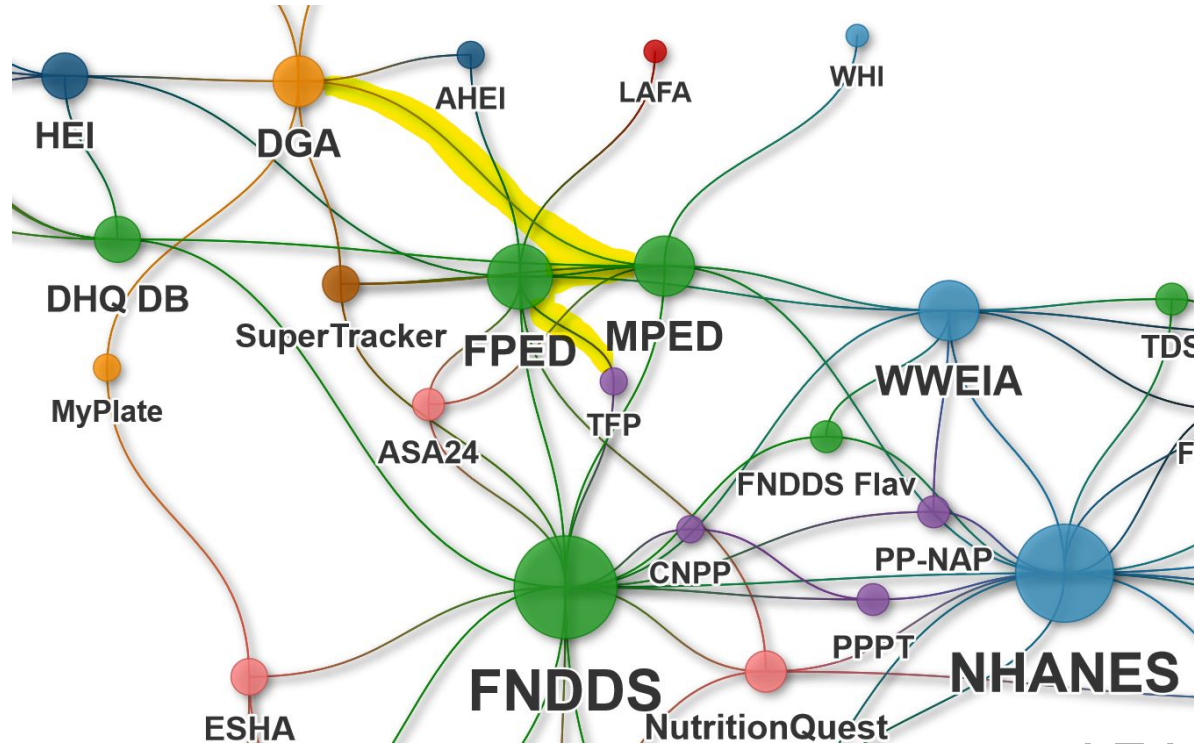 HEI
DGA
AHEI
LAFA
WHI
DHQ DB
SuperTracker
FPED
MPED
WWEIA
TDS
MyPlate
ASA24
TFP
FNDDS Flav
F
CNPP
PP-NAP
PPPT
FNDDS
NHANES
ESHA
NutritionQuest